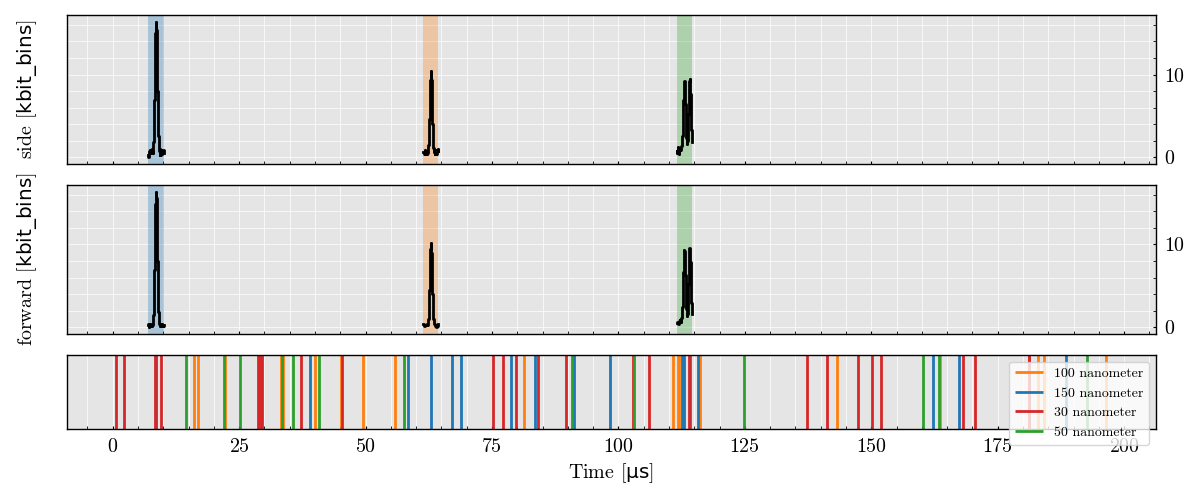 side [kbit_bins]
10
0
forward [kbit_bins]
10
0
100 nanometer
150 nanometer
30 nanometer
50 nanometer
0 25 50 75 100 125 150 175 200
Time [µs]